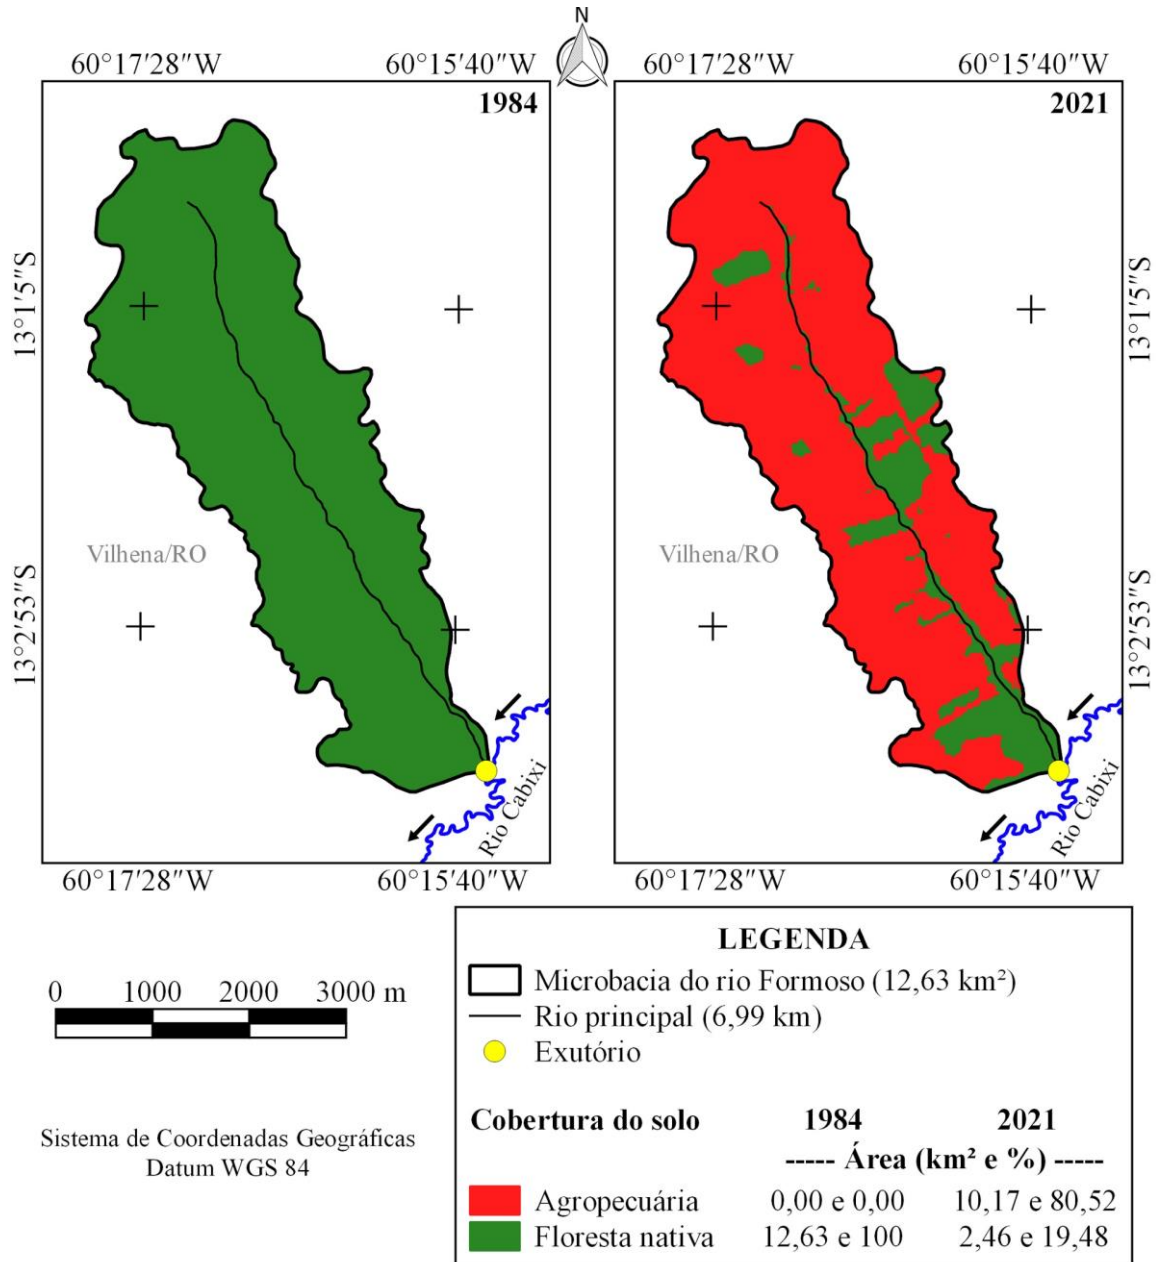 N
60°17'28"W 60°15'40"W 60°17'28"W 60°15'40"W
1984 2021
13°1'5"S 13°1'5"S
Vilhena/RO Vilhena/RO
13°2'53"S 13°2'53"S
Rio Cabixi Rio Cabixi
60°17'28"W 60°15'40"W 60°17'28"W 60°15'40"W
0 1000 2000 3000 m
Sistema de Coordenadas Geográficas
Datum WGS 84
LEGENDA
Microbacia do rio Formoso (12,63 km²)
Rio principal (6,99 km)
Exutório
Cobertura do solo 1984 2021
----- Área (km² e %) -----
Agropecuária 0,00 e 0,00 10,17 e 80,52
Floresta nativa 12,63 e 100 2,46 e 19,48